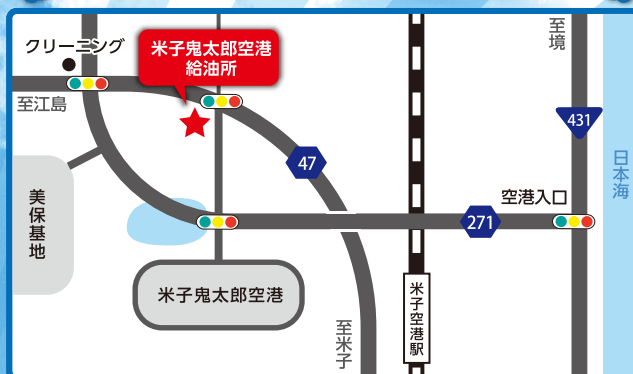 クリーニング
米子鬼太郎空港
給油所
至境
至江島
431
47
日本海
美保基地
空港入口
271
米子鬼太郎空港
米子空港駅
至米子